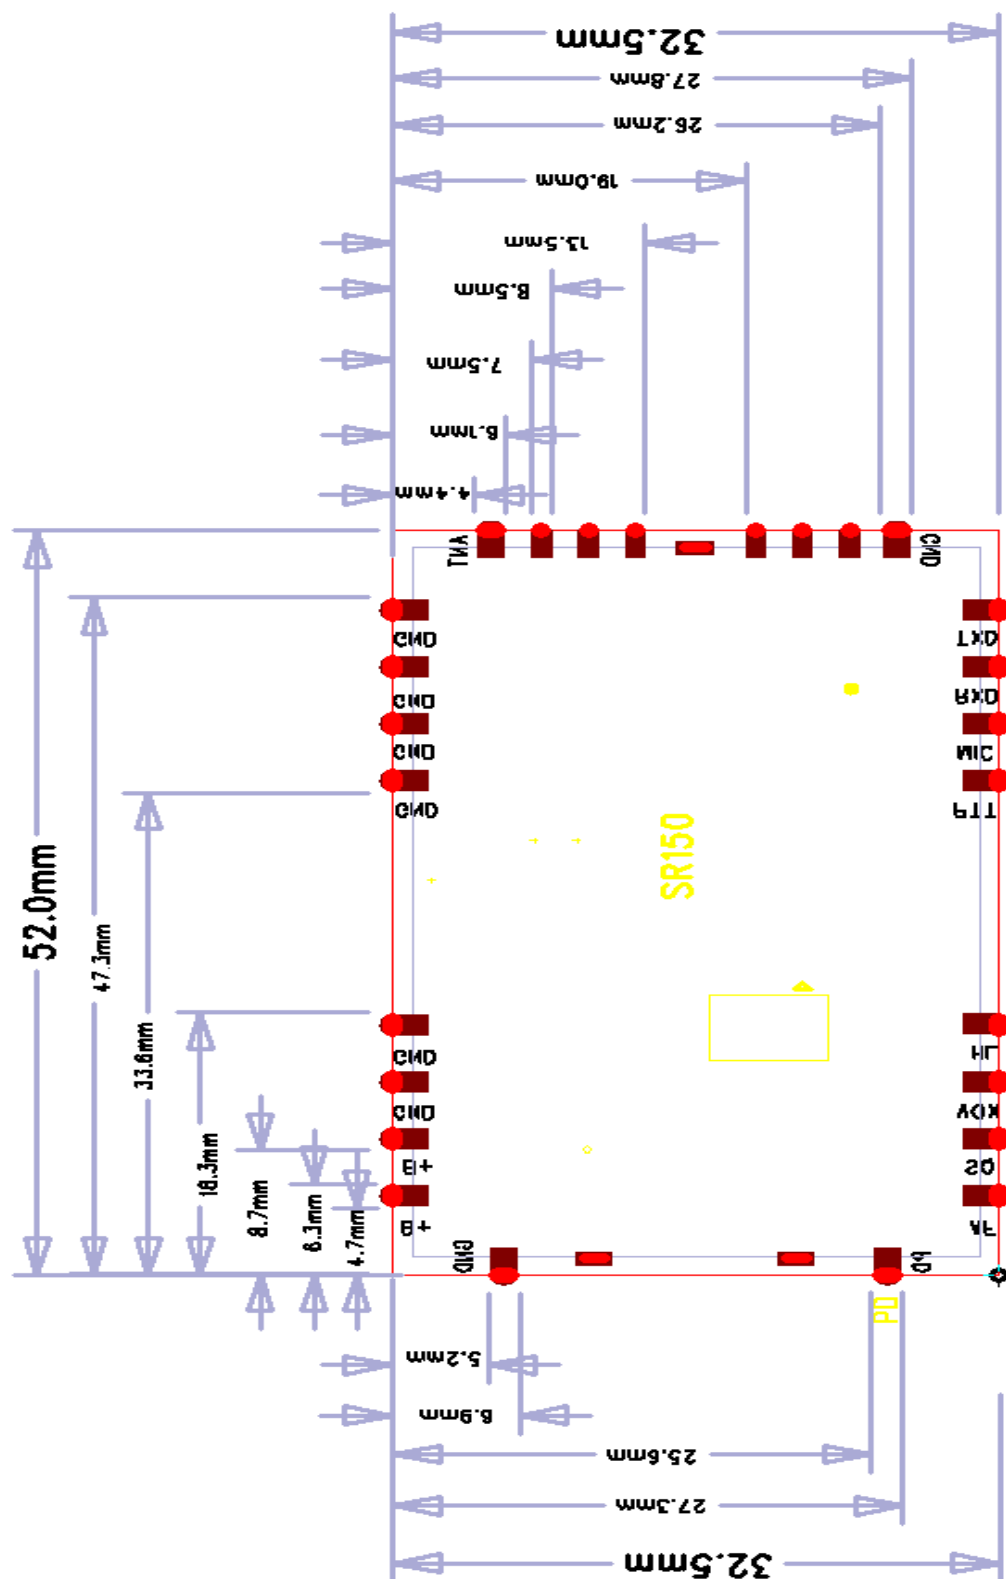 32.5mm
27.8mm
26.2mm
19.0mm
13.5mm
8.5mm
7.5mm
6.1mm
4.4mm
ANT
GND
GND
TXD
GND
RXD
GND
MIC
GND
PTT
SR150
52.0mm
47.3mm
33.6mm
18.3mm
8.7mm
6.3mm
4.7mm
GND
H/L
GND
VOX
B+
SQ
B+
AF
GND
PD
PD
5.2mm
6.9mm
25.6mm
27.3mm
32.5mm